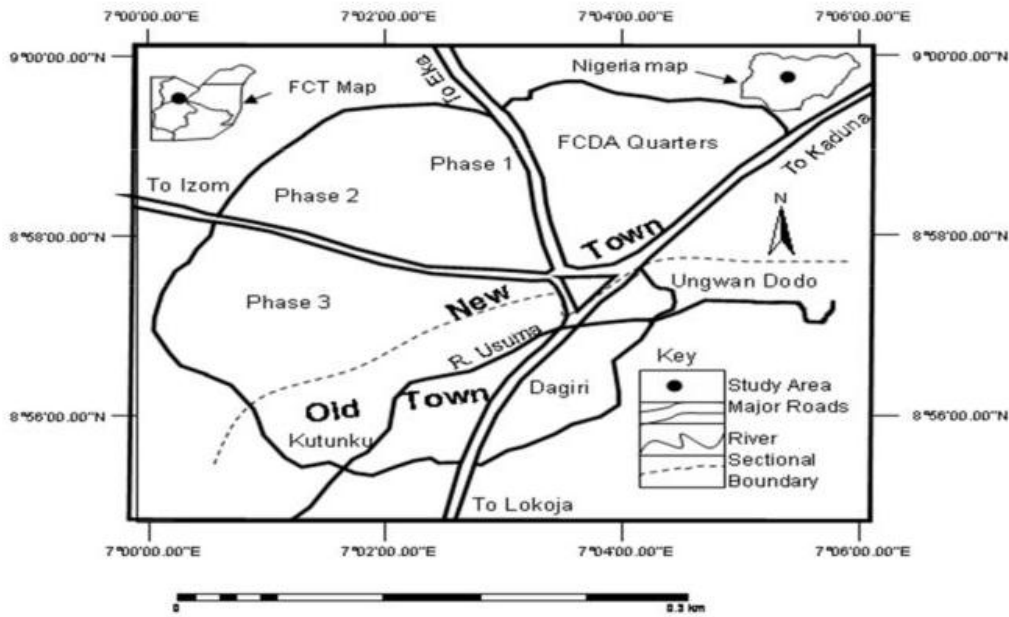 7°00'00.00"E 7°02'00.00"E 7°04'00.00"E 7°06'00.00"E
9°00'00.00"N
9°00'00.00"N
FCT Map
To Eke
Nigeria map
FCDA Quarters
To Kaduna
Phase 1
To Izom
Phase 2
N
8°58'00.00"N
8°58'00.00"N
Town
Ungwan Dodo
Phase 3
New
R. Usuma
Key
Study Area
Major Roads
River
Sectional
Boundary
Dagiri
Old Town
8°56'00.00"N
8°56'00.00"N
Kutunku
To Lokoja
7°00'00.00"E 7°02'00.00"E 7°04'00.00"E 7°06'00.00"E
0 0.3 km